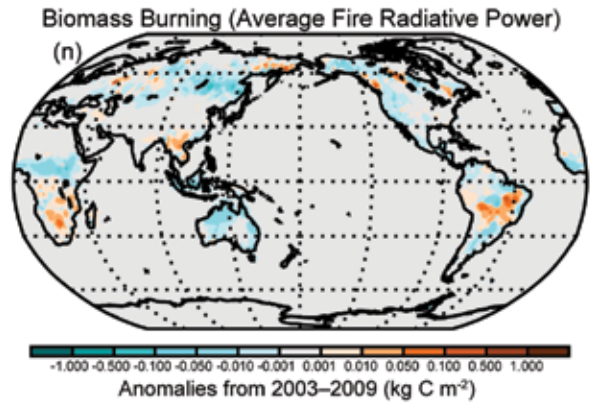 Biomass Burning (Average Fire Radiative Power)
(n)
-1.000 -0.500 -0.100 -0.050 -0.010 -0.001 0.001 0.010 0.050 0.100 0.500 1.000
Anomalies from 2003–2009 (kg C m⁻²)